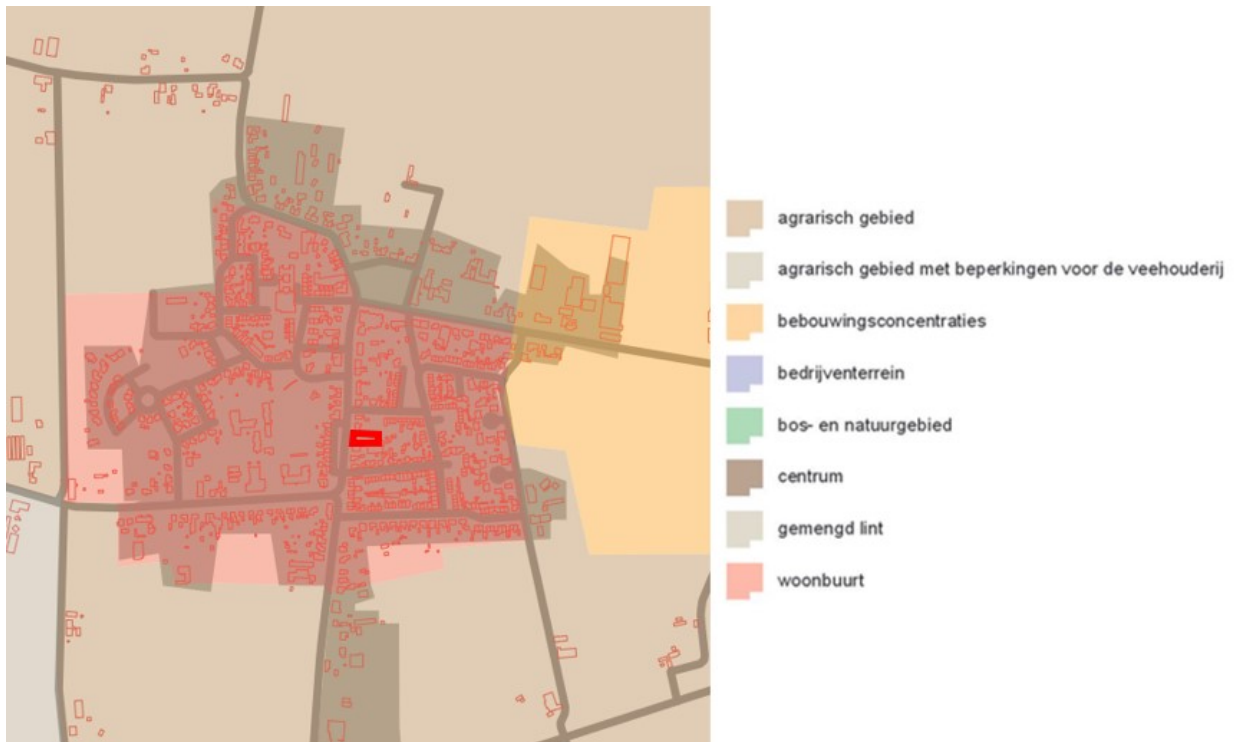 agrarisch gebied
agrarisch gebied met beperkingen voor de veehouderij
bebouwingsconcentraties
bedrijventerrein
bos- en natuurgebied
centrum
gemengd lint
woonbuurt